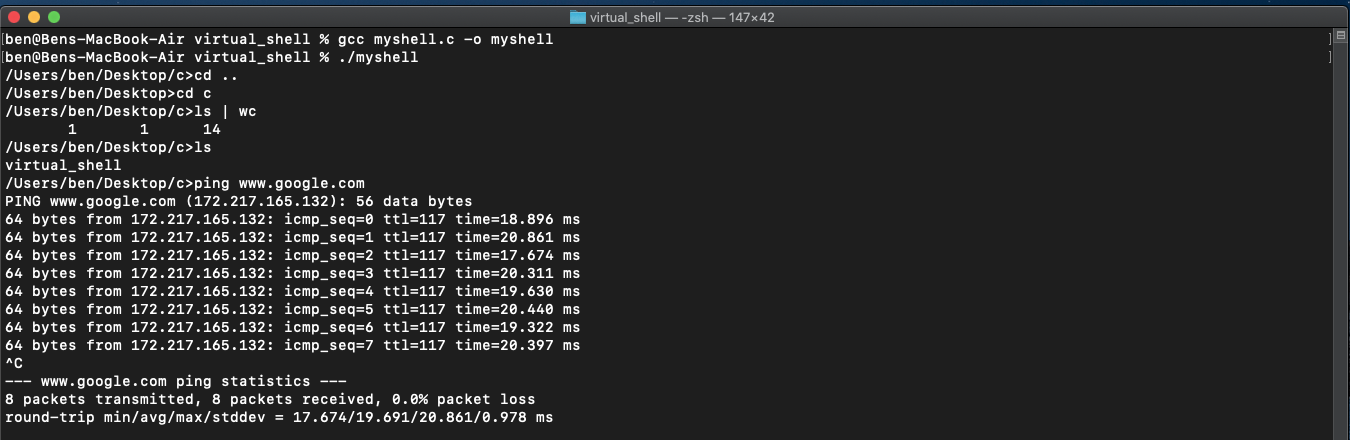 virtual_shell — -zsh — 147×42
[ben@Bens-MacBook-Air virtual_shell % gcc myshell.c -o myshell ]
[ben@Bens-MacBook-Air virtual_shell % ./myshell ]
/Users/ben/Desktop/c>cd ..
/Users/ben/Desktop>cd c
/Users/ben/Desktop/c>ls | wc
       1       1      14
/Users/ben/Desktop/c>ls
virtual_shell
/Users/ben/Desktop/c>ping www.google.com
PING www.google.com (172.217.165.132): 56 data bytes
64 bytes from 172.217.165.132: icmp_seq=0 ttl=117 time=18.896 ms
64 bytes from 172.217.165.132: icmp_seq=1 ttl=117 time=20.861 ms
64 bytes from 172.217.165.132: icmp_seq=2 ttl=117 time=17.674 ms
64 bytes from 172.217.165.132: icmp_seq=3 ttl=117 time=20.311 ms
64 bytes from 172.217.165.132: icmp_seq=4 ttl=117 time=19.630 ms
64 bytes from 172.217.165.132: icmp_seq=5 ttl=117 time=20.440 ms
64 bytes from 172.217.165.132: icmp_seq=6 ttl=117 time=19.322 ms
64 bytes from 172.217.165.132: icmp_seq=7 ttl=117 time=20.397 ms
^C
--- www.google.com ping statistics ---
8 packets transmitted, 8 packets received, 0.0% packet loss
round-trip min/avg/max/stddev = 17.674/19.691/20.861/0.978 ms